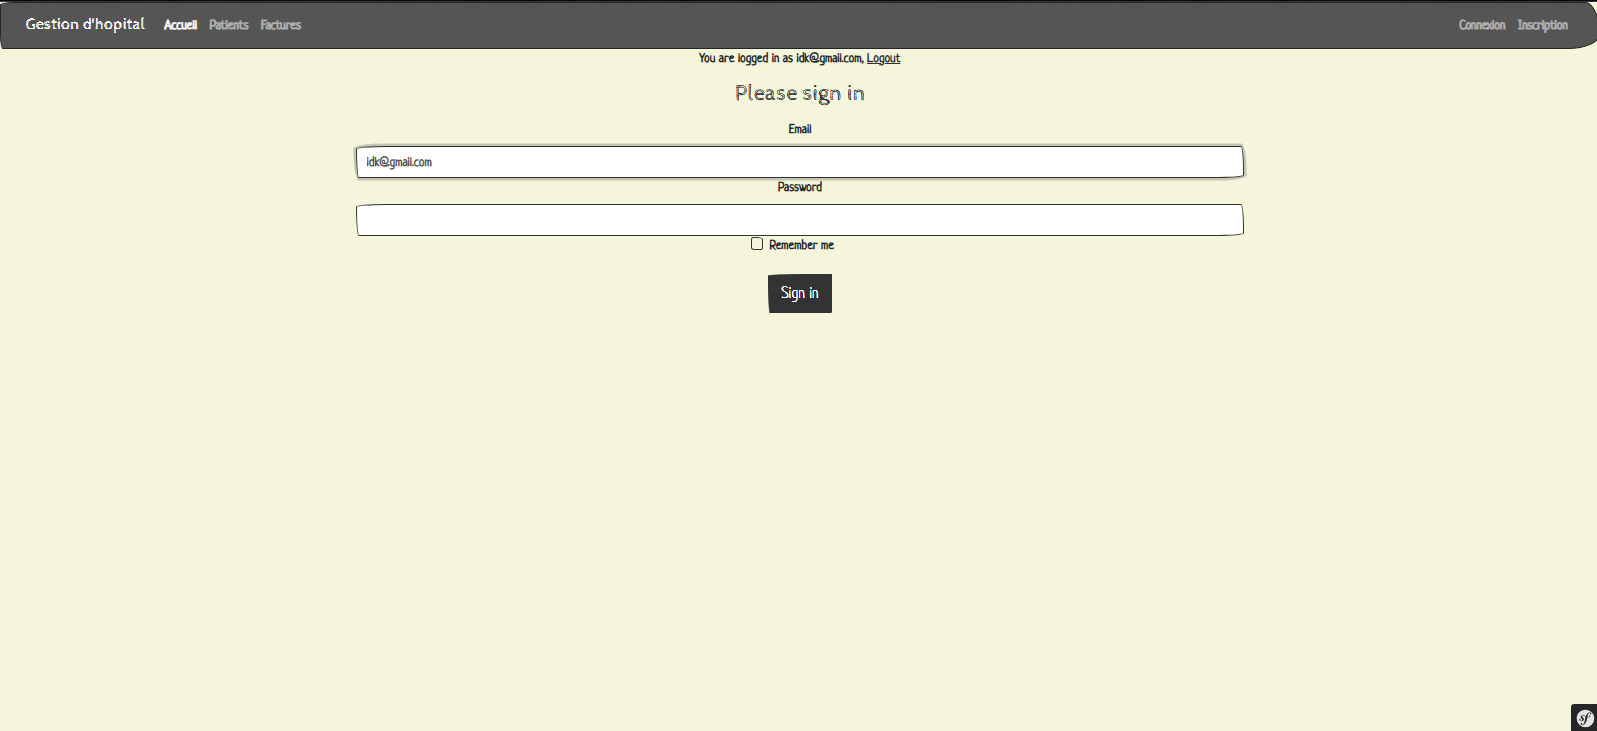 Gestion d'hopital Accueil Patients Factures Connexion Inscription
You are logged in as idk@gmail.com, Logout
Please sign in
Email
idk@gmail.com
Password
Remember me
Sign in
sf